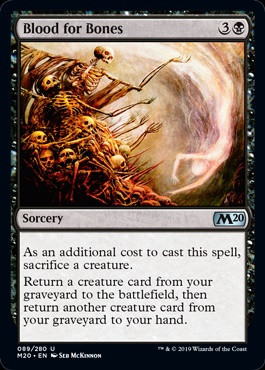 Blood for Bones 3
Sorcery M20
As an additional cost to cast this spell,
sacrifice a creature.
Return a creature card from your
graveyard to the battlefield, then
return another creature card from
your graveyard to your hand.
089/280 U
M20 • EN Seb McKinnon ™ & © 2019 Wizards of the Coast